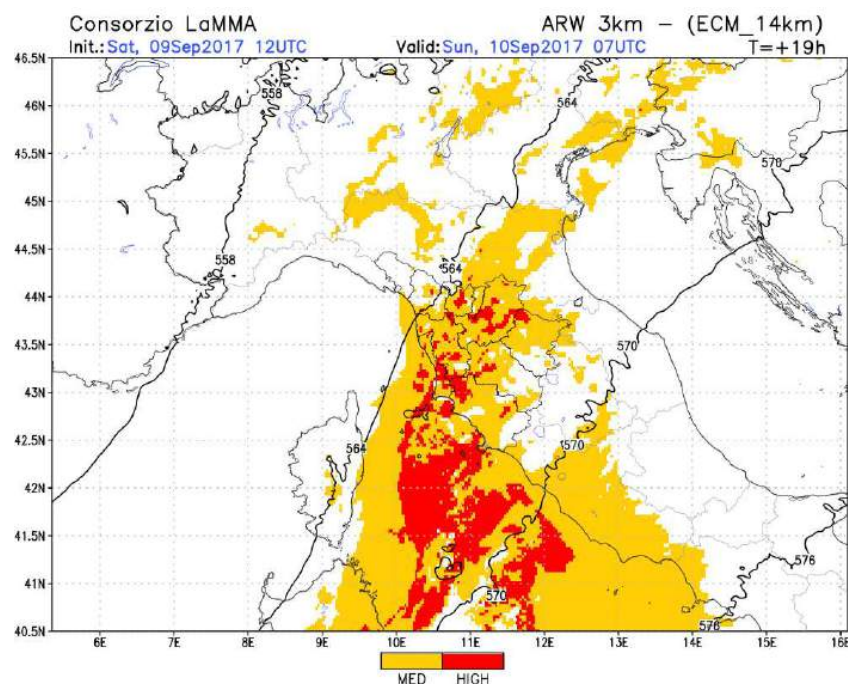 Consorzio LaMMA ARW 3km – (ECM_14km)
Init.: Sat, 09Sep2017 12UTC Valid: Sun, 10Sep2017 07UTC T=+19h
46.5N
46N
45.5N
45N
44.5N
44N
43.5N
43N
42.5N
42N
41.5N
41N
40.5N
558
564
570
558
564
570
564
570
570
576
576
6E 7E 8E 9E 10E 11E 12E 13E 14E 15E 16E
MED HIGH